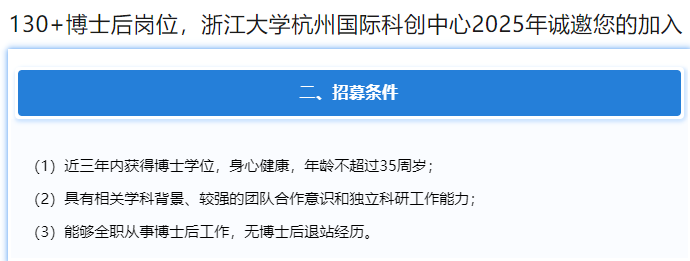 130+博士后岗位，浙江大学杭州国际科创中心2025年诚邀您的加入
二、招募条件
（1）近三年内获得博士学位，身心健康，年龄不超过35周岁；
（2）具有相关学科背景、较强的团队合作意识和独立科研工作能力；
（3）能够全职从事博士后工作，无博士后退站经历。